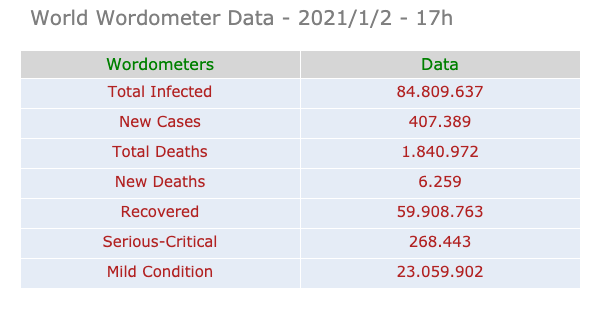 World Wordometer Data - 2021/1/2 - 17h
Wordometers Data
Total Infected 84.809.637
New Cases 407.389
Total Deaths 1.840.972
New Deaths 6.259
Recovered 59.908.763
Serious-Critical 268.443
Mild Condition 23.059.902